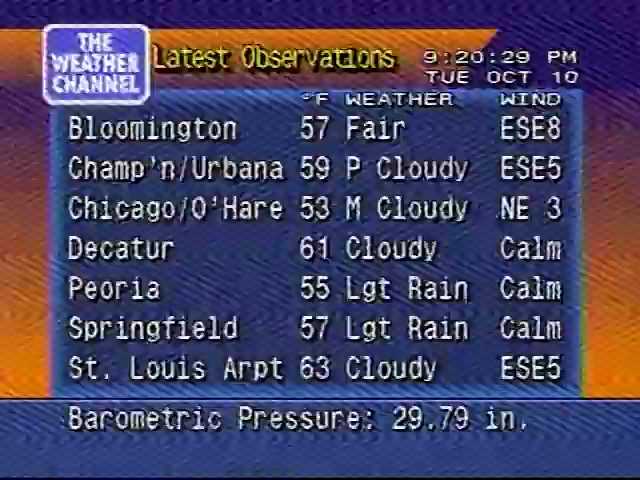 THE
WEATHER
CHANNEL
Latest Observations 9:20:29 PM
TUE OCT 10
°F WEATHER WIND
Bloomington 57 Fair ESE8
Champ'n/Urbana 59 P Cloudy ESE5
Chicago/O'Hare 53 M Cloudy NE 3
Decatur 61 Cloudy Calm
Peoria 55 Lgt Rain Calm
Springfield 57 Lgt Rain Calm
St. Louis Arpt 63 Cloudy ESE5
Barometric Pressure: 29.79 in.